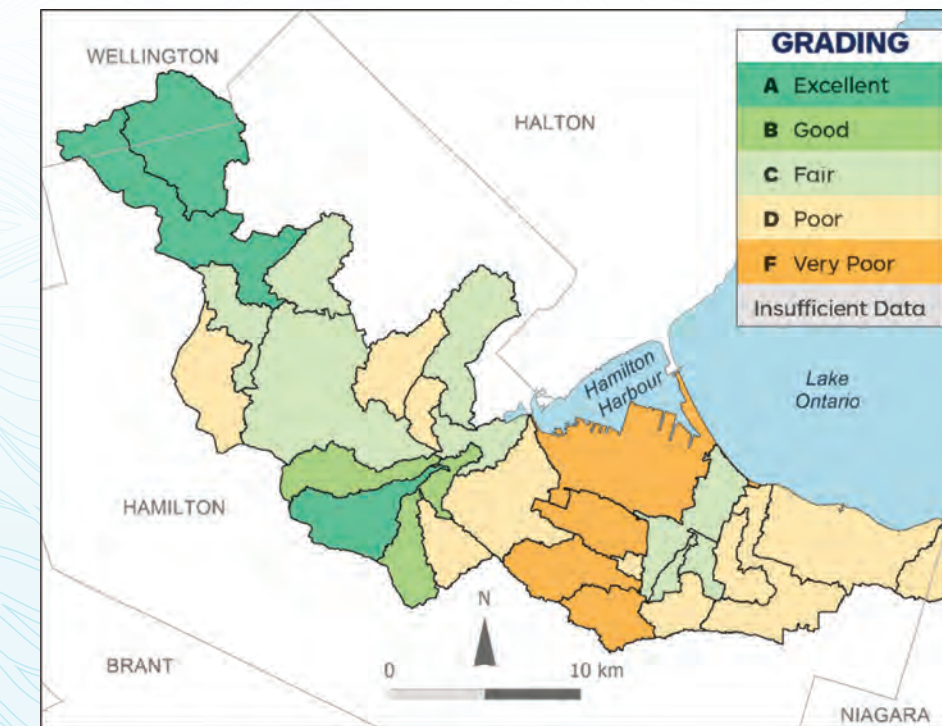 WELLINGTON
HALTON
GRADING
A Excellent
B Good
C Fair
D Poor
F Very Poor
Insufficient Data
Hamilton
Harbour
Lake
Ontario
HAMILTON
N
0 10 km
BRANT
NIAGARA